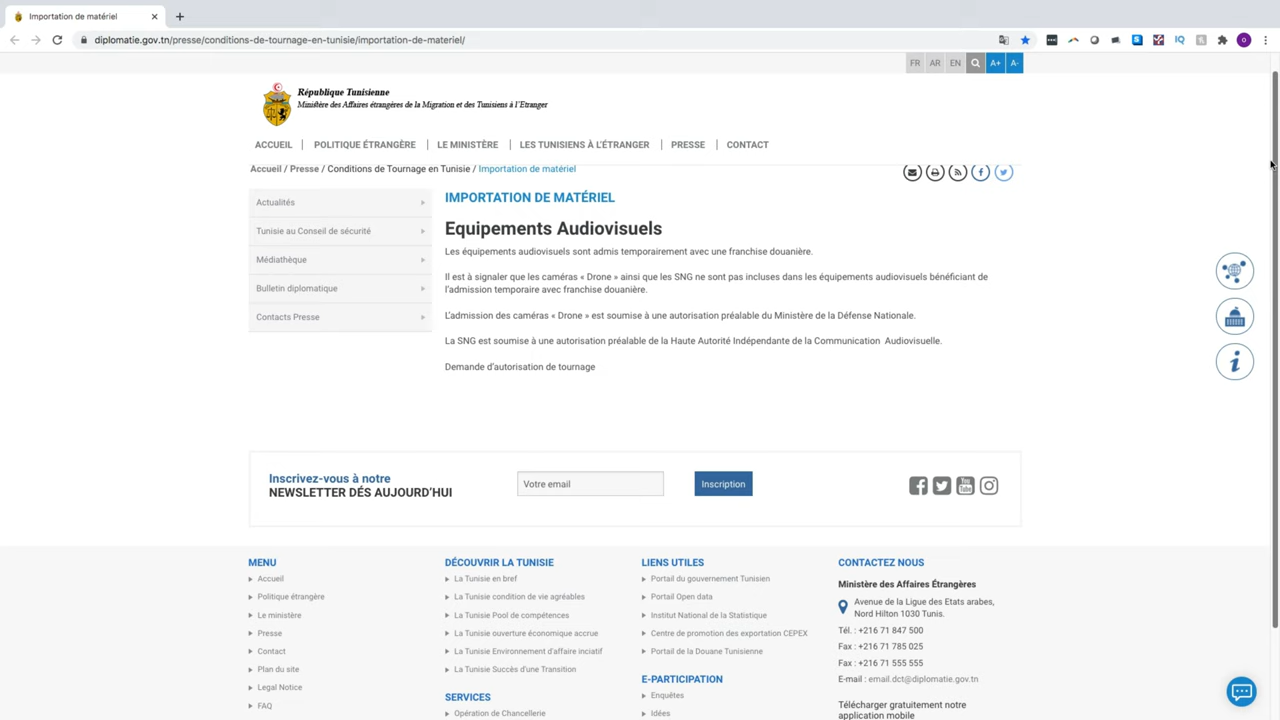 Importation de matériel
diplomatie.gov.tn/presse/conditions-de-tournage-en-tunisie/importation-de-materiel/
FR AR EN A+ A-
République Tunisienne
Ministère des Affaires étrangères de la Migration et des Tunisiens à l'Etranger
ACCUEIL | POLITIQUE ÉTRANGÈRE | LE MINISTÈRE | LES TUNISIENS À L'ÉTRANGER | PRESSE | CONTACT
Accueil / Presse / Conditions de Tournage en Tunisie / Importation de matériel
Actualités
Tunisie au Conseil de sécurité
Médiathèque
Bulletin diplomatique
Contacts Presse
IMPORTATION DE MATÉRIEL
Equipements Audiovisuels
Les équipements audiovisuels sont admis temporairement avec une franchise douanière.
Il est à signaler que les caméras « Drone » ainsi que les SNG ne sont pas incluses dans les équipements audiovisuels bénéficiant de
l'admission temporaire avec franchise douanière.
L'admission des caméras « Drone » est soumise à une autorisation préalable du Ministère de la Défense Nationale.
La SNG est soumise à une autorisation préalable de la Haute Autorité Indépendante de la Communication Audiovisuelle.
Demande d'autorisation de tournage
Inscrivez-vous à notre
NEWSLETTER DÉS AUJOURD'HUI
Votre email
Inscription
MENU
Accueil
Politique étrangère
Le ministère
Presse
Contact
Plan du site
Legal Notice
FAQ
DÉCOUVRIR LA TUNISIE
La Tunisie en bref
La Tunisie condition de vie agréables
La Tunisie Pool de compétences
La Tunisie ouverture économique accrue
La Tunisie Environement d'affaire inciatif
La Tunisie Succès d'une Transition
SERVICES
Opération de Chancellerie
LIENS UTILES
Portail du gouvernement Tunisien
Portail Open data
Institut National de la Statistique
Centre de promotion des exportation CEPEX
Portail de la Douane Tunisienne
E-PARTICIPATION
Enquêtes
Idées
CONTACTEZ NOUS
Ministère des Affaires Étrangères
Avenue de la Ligue des Etats arabes,
Nord Hilton 1030 Tunis.
Tél. : +216 71 847 500
Fax : +216 71 785 025
Fax : +216 71 555 555
E-mail : email.dct@diplomatie.gov.tn
Télécharger gratuitement notre
application mobile